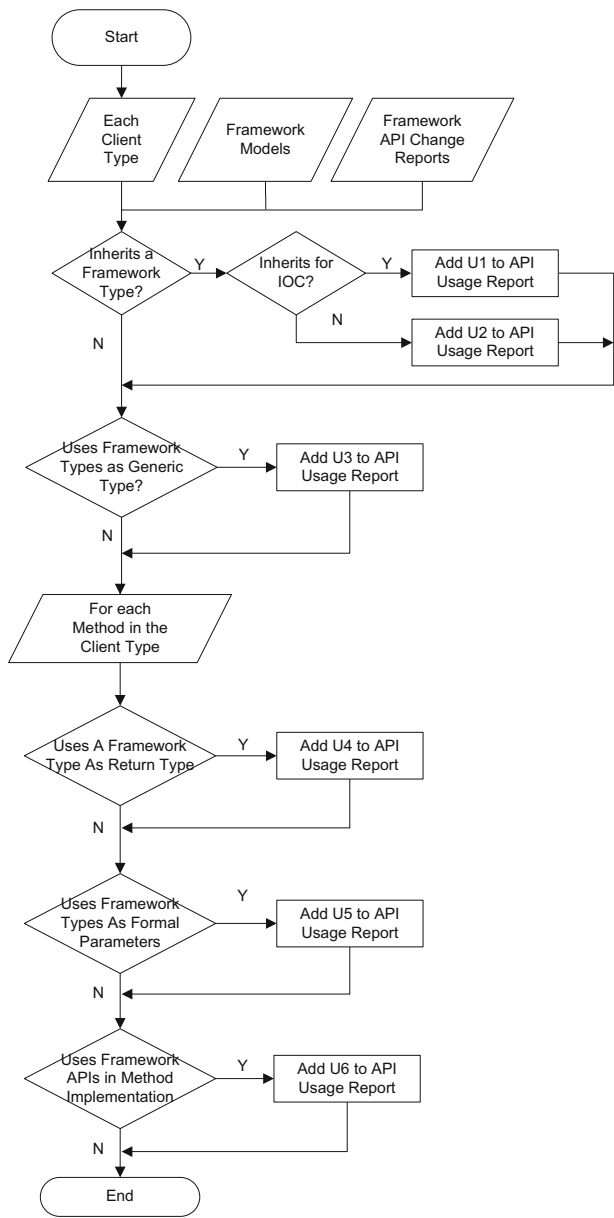 Start
Each
Client
Type
Framework
Models
Framework
API Change
Reports
Inherits a
Framework
Type?
Y
Inherits for
IOC?
Y
Add U1 to API
Usage Report
N
Add U2 to API
Usage Report
N
Uses Framework
Types as Generic
Type?
Y
Add U3 to API
Usage Report
N
For each
Method in the
Client Type
Uses A Framework
Type As Return Type
Y
Add U4 to API
Usage Report
N
Uses Framework
Types As Formal
Parameters
Y
Add U5 to API
Usage Report
N
Uses Framework
APIs in Method
Implementation
Y
Add U6 to API
Usage Report
N
End